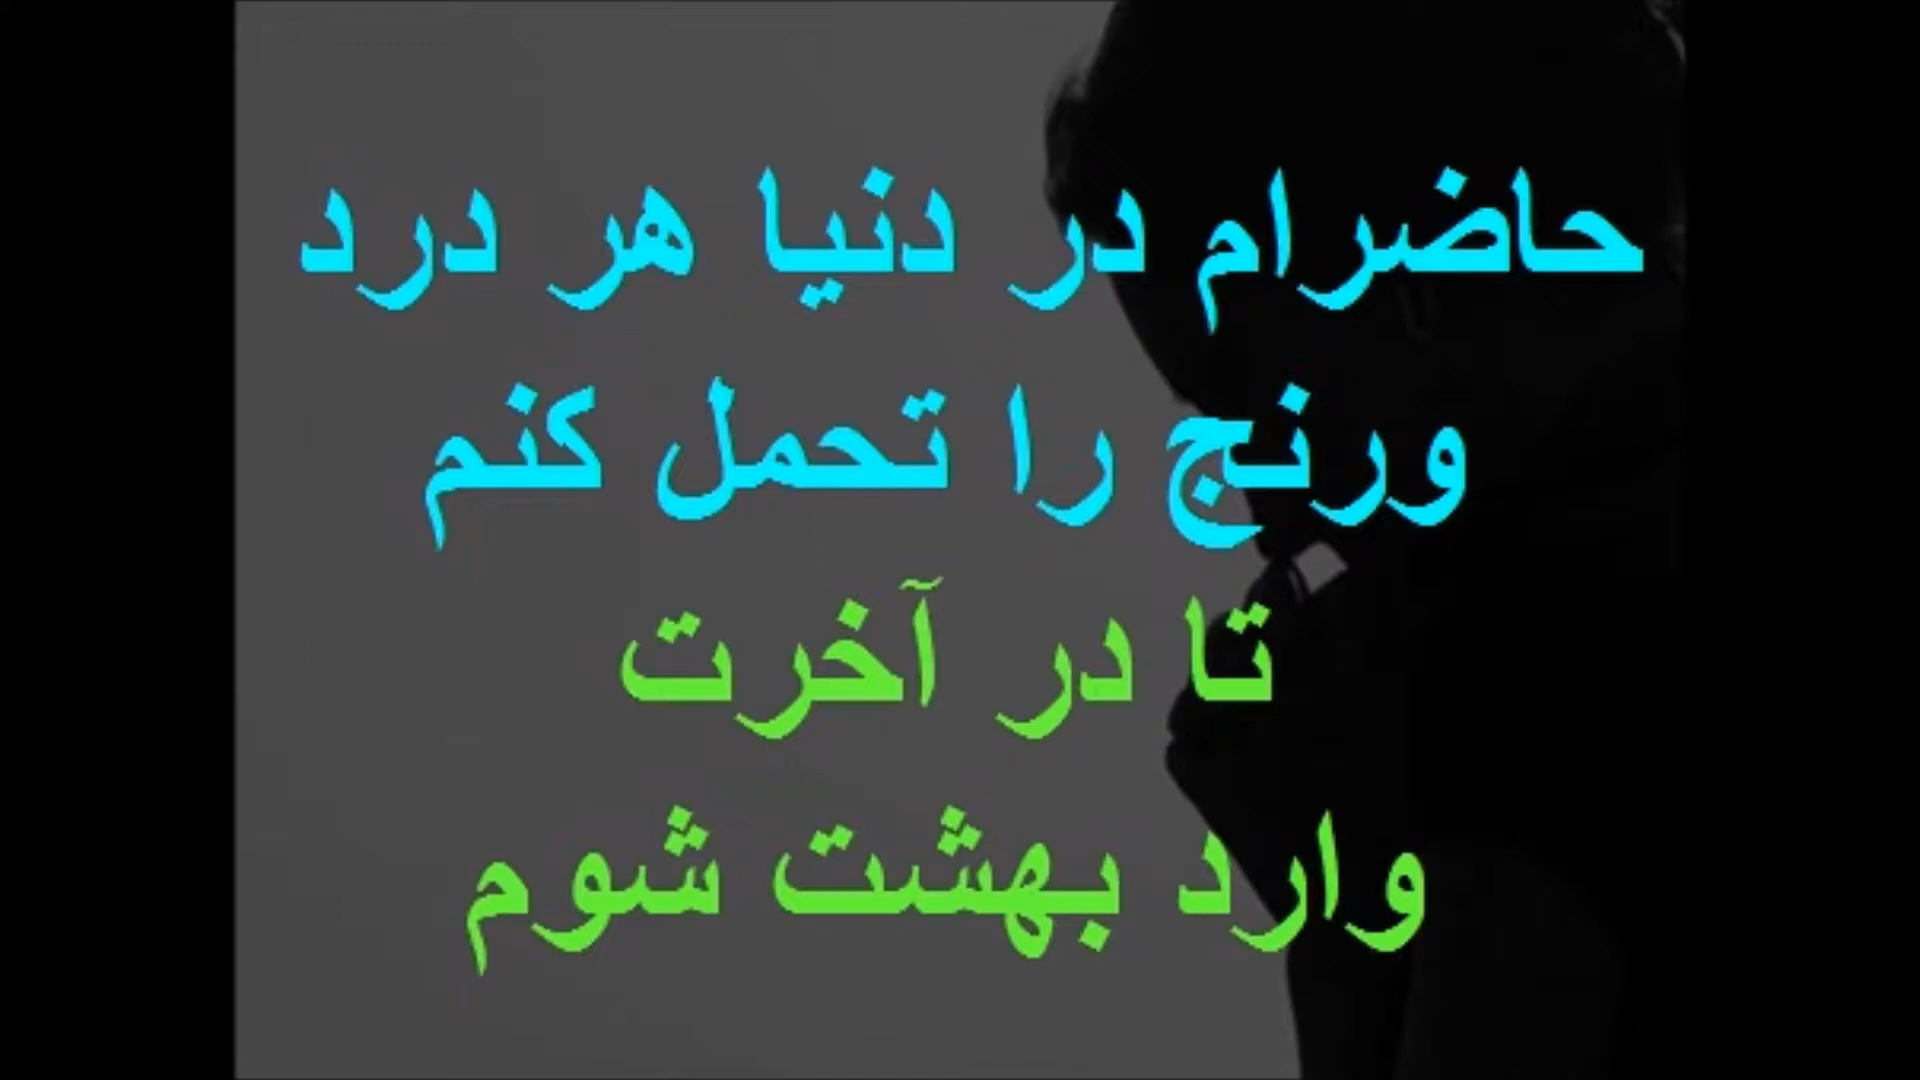 حاضرام در دنیا هر درد
ورنج را تحمل کنم
تا در آخرت
وارد بهشت شوم